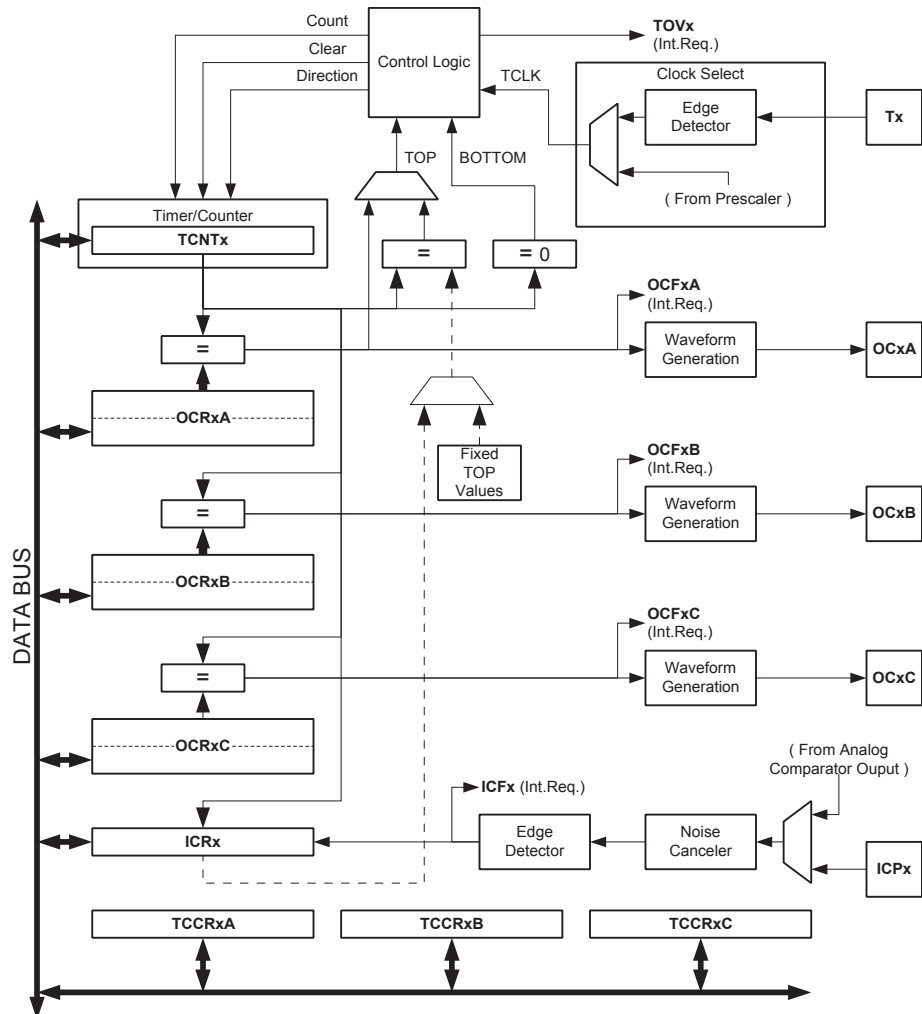 Count
Clear
Direction
Control Logic
TOVx
(Int.Req.)
TCLK
Clock Select
Edge
Detector
Tx
( From Prescaler )
TOP
BOTTOM
Timer/Counter
TCNTx
=
= 0
=
OCRxA
OCFxA
(Int.Req.)
Waveform
Generation
OCxA
Fixed
TOP
Values
=
OCRxB
OCFxB
(Int.Req.)
Waveform
Generation
OCxB
DATA BUS
=
OCRxC
OCFxC
(Int.Req.)
Waveform
Generation
OCxC
( From Analog
Comparator Ouput )
ICFx (Int.Req.)
ICRx
Edge
Detector
Noise
Canceler
ICPx
TCCRxA
TCCRxB
TCCRxC